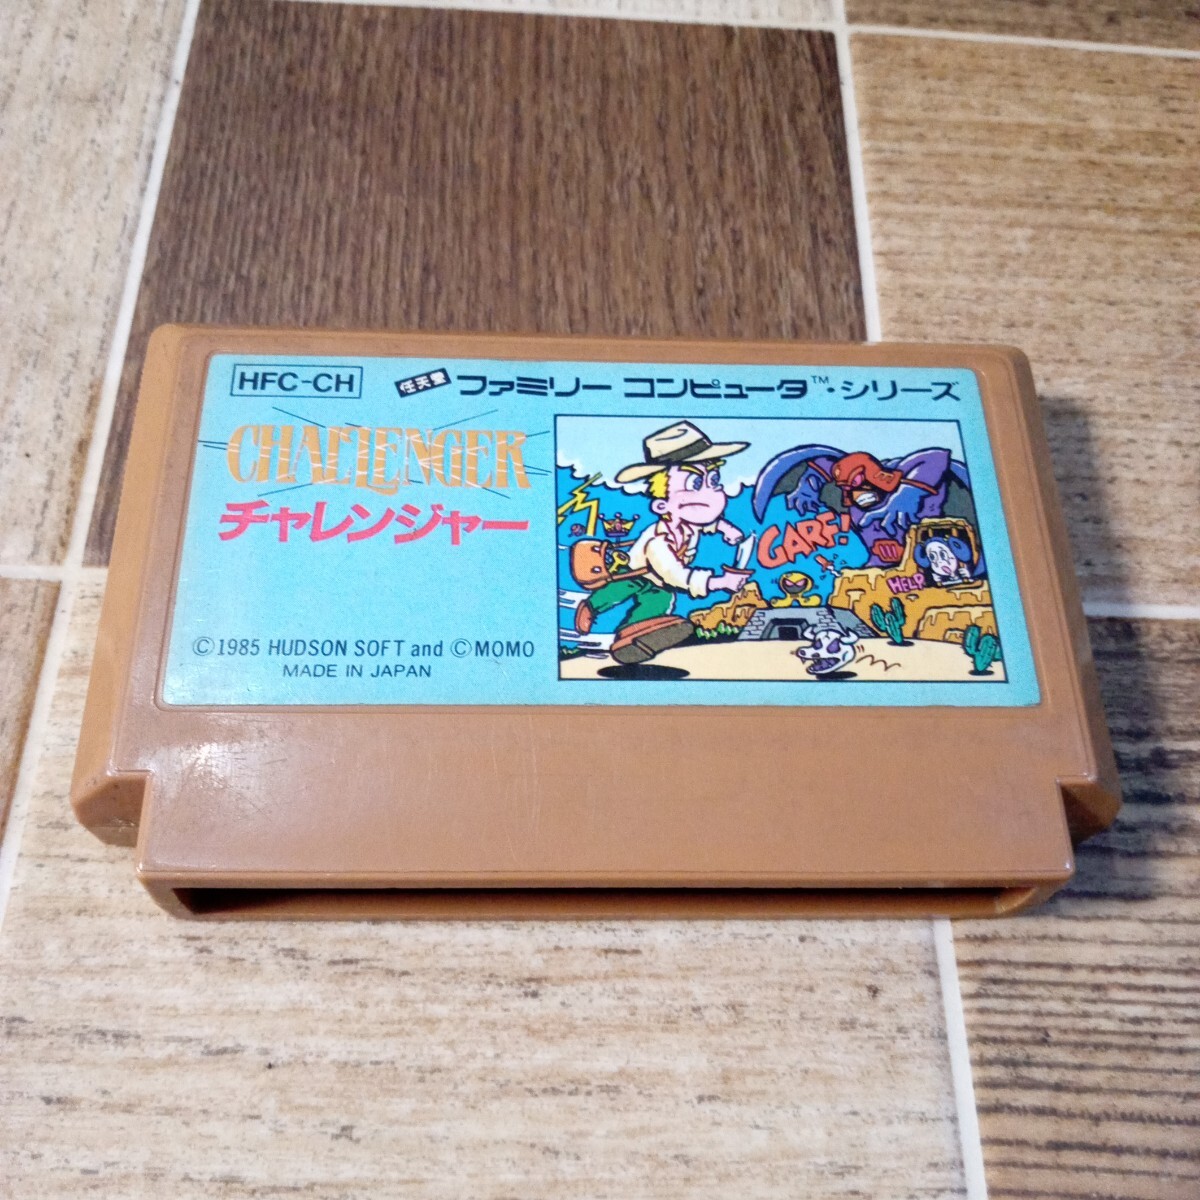 HFC-CH
任天堂 ファミリー コンピュータ™・シリーズ
CHALLENGER
チャレンジャー
GARF!
HELP
©1985 HUDSON SOFT and ©MOMO
MADE IN JAPAN